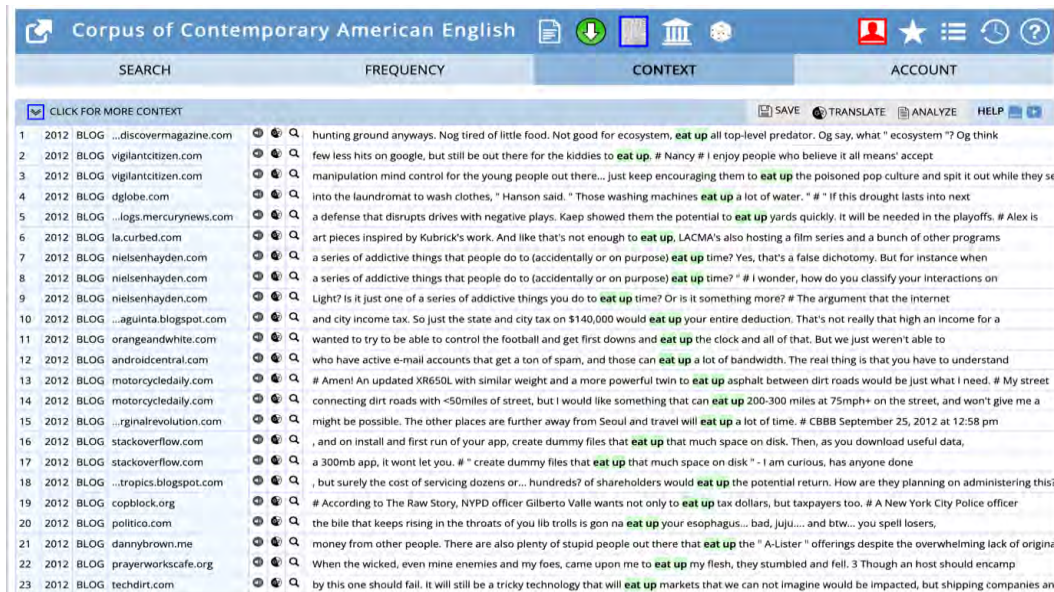 Corpus of Contemporary American English
SEARCH FREQUENCY CONTEXT ACCOUNT
CLICK FOR MORE CONTEXT SAVE TRANSLATE ANALYZE HELP
1 2012 BLOG ...discovermagazine.com hunting ground anyways. Nog tired of little food. Not good for ecosystem, eat up all top-level predator. Og say, what " ecosystem "? Og think
2 2012 BLOG vigilantcitizen.com few less hits on google, but still be out there for the kiddies to eat up. # Nancy # I enjoy people who believe it all means' accept
3 2012 BLOG vigilantcitizen.com manipulation mind control for the young people out there... just keep encouraging them to eat up the poisoned pop culture and spit it out while they se
4 2012 BLOG dglobe.com into the laundromat to wash clothes, " Hanson said. " Those washing machines eat up a lot of water. " # " If this drought lasts into next
5 2012 BLOG ...logs.mercurynews.com a defense that disrupts drives with negative plays. Kaep showed them the potential to eat up yards quickly. it will be needed in the playoffs. # Alex is
6 2012 BLOG la.curbed.com art pieces inspired by Kubrick's work. And like that's not enough to eat up, LACMA's also hosting a film series and a bunch of other programs
7 2012 BLOG nielsenhayden.com a series of addictive things that people do to (accidentally or on purpose) eat up time? Yes, that's a false dichotomy. But for instance when
8 2012 BLOG nielsenhayden.com a series of addictive things that people do to (accidentally or on purpose) eat up time? " # I wonder, how do you classify your interactions on
9 2012 BLOG nielsenhayden.com Light? Is it just one of a series of addictive things you do to eat up time? Or is it something more? # The argument that the internet
10 2012 BLOG ...aguinta.blogspot.com and city income tax. So just the state and city tax on $140,000 would eat up your entire deduction. That's not really that high an income for a
11 2012 BLOG orangeandwhite.com wanted to try to be able to control the football and get first downs and eat up the clock and all of that. But we just weren't able to
12 2012 BLOG androidcentral.com who have active e-mail accounts that get a ton of spam, and those can eat up a lot of bandwidth. The real thing is that you have to understand
13 2012 BLOG motorcycledaily.com # Amen! An updated XR650L with similar weight and a more powerful twin to eat up asphalt between dirt roads would be just what I need. # My street
14 2012 BLOG motorcycledaily.com connecting dirt roads with <50miles of street, but I would like something that can eat up 200-300 miles at 75mph+ on the street, and won't give me a
15 2012 BLOG ...rginalrevolution.com might be possible. The other places are further away from Seoul and travel will eat up a lot of time. # CBBB September 25, 2012 at 12:58 pm
16 2012 BLOG stackoverflow.com , and on install and first run of your app, create dummy files that eat up that much space on disk. Then, as you download useful data,
17 2012 BLOG stackoverflow.com a 300mb app, it wont let you. # " create dummy files that eat up that much space on disk " - I am curious, has anyone done
18 2012 BLOG ...tropics.blogspot.com , but surely the cost of servicing dozens or... hundreds? of shareholders would eat up the potential return. How are they planning on administering this?
19 2012 BLOG copblock.org # According to The Raw Story, NYPD officer Gilberto Valle wants not only to eat up tax dollars, but taxpayers too. # A New York City Police officer
20 2012 BLOG politico.com the bile that keeps rising in the throats of you lib trolls is gon na eat up your esophagus... bad, juju.... and btw... you spell losers,
21 2012 BLOG dannybrown.me money from other people. There are also plenty of stupid people out there that eat up the " A-Lister " offerings despite the overwhelming lack of origina
22 2012 BLOG prayerworkscafe.org When the wicked, even mine enemies and my foes, came upon me to eat up my flesh, they stumbled and fell. 3 Though an host should encamp
23 2012 BLOG techdirt.com by this one should fail. it will still be a tricky technology that will eat up markets that we can not imagine would be impacted, but shipping companies an